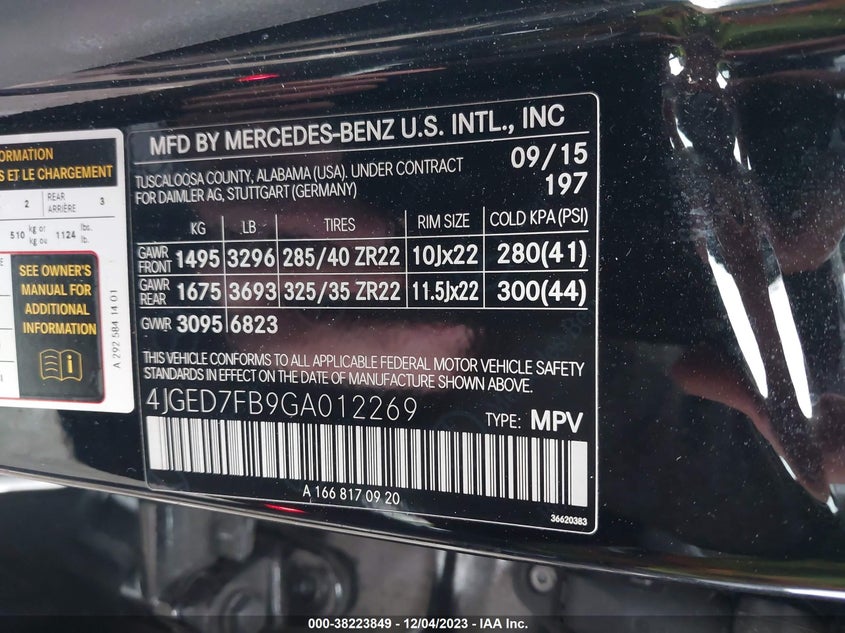 ORMATION
S ET LE CHARGEMENT
2 REAR ARRIÈRE 3
510 kg or kg ou 1124 lbs. lb.
SEE OWNER'S
MANUAL FOR
ADDITIONAL
INFORMATION
A 292 584 14 01
MFD BY MERCEDES-BENZ U.S. INTL., INC
TUSCALOOSA COUNTY, ALABAMA (USA). UNDER CONTRACT
FOR DAIMLER AG, STUTTGART (GERMANY)
09/15
197
KG LB TIRES RIM SIZE COLD KPA (PSI)
GAWR FRONT 1495 3296 285/40 ZR22 10Jx22 280(41)
GAWR REAR 1675 3693 325/35 ZR22 11.5Jx22 300(44)
GVWR 3095 6823
THIS VEHICLE CONFORMS TO ALL APPLICABLE FEDERAL MOTOR VEHICLE SAFETY
STANDARDS IN EFFECT ON THE DATE OF MANUFACTURE SHOWN ABOVE.
4JGED7FB9GA012269 TYPE: MPV
A 166 817 09 20
36620383
000-38223849 - 12/04/2023 - IAA Inc.